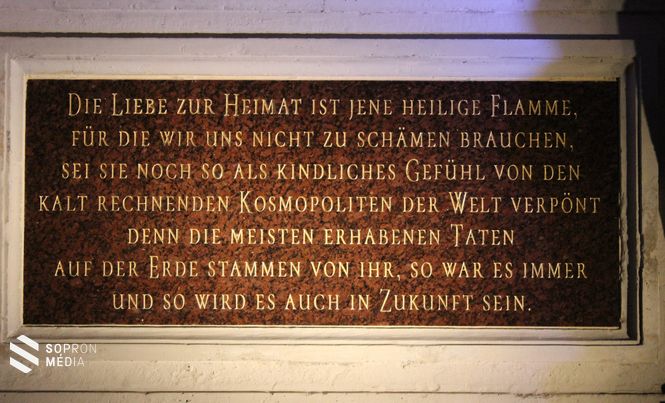 Die Liebe zur Heimat ist jene heilige Flamme,
für die wir uns nicht zu schämen brauchen,
sei sie noch so als kindliches Gefühl von den
kalt rechnenden Kosmopoliten der Welt verpönt
denn die meisten erhabenen Taten
auf der Erde stammen von ihr, so war es immer
und so wird es auch in Zukunft sein.
SOPRON
MÉDIA